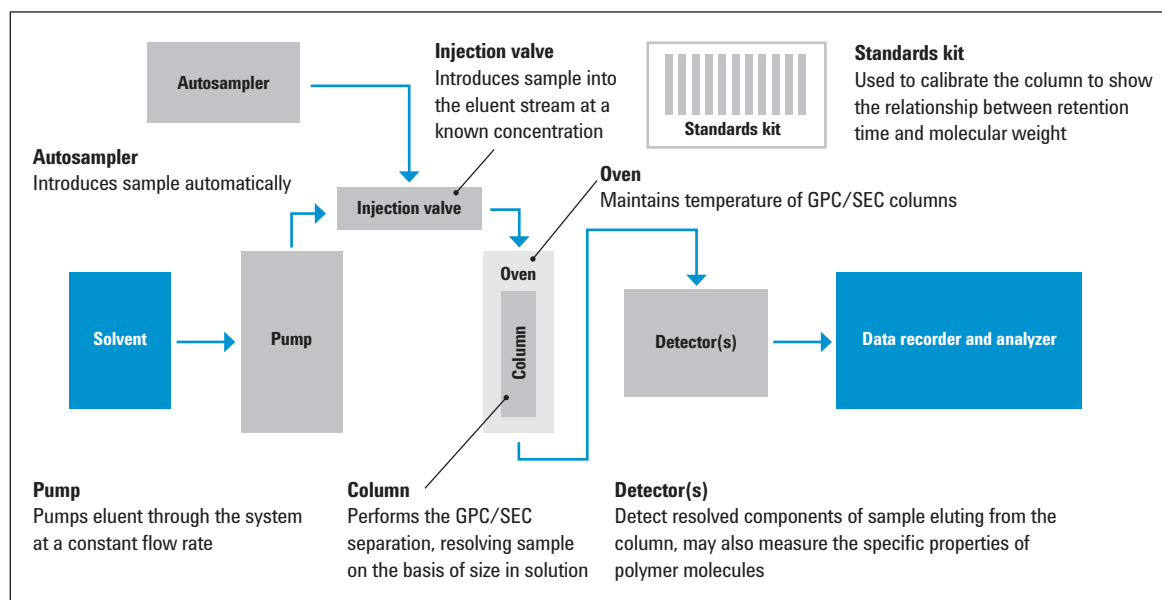 Autosampler
Injection valve
Introduces sample into
the eluent stream at a
known concentration
Standards kit
Standards kit
Used to calibrate the column to show
the relationship between retention
time and molecular weight
Autosampler
Introduces sample automatically
Injection valve
Oven
Maintains temperature of GPC/SEC columns
Solvent
Pump
Oven
Column
Detector(s)
Data recorder and analyzer
Pump
Pumps eluent through the system
at a constant flow rate
Column
Performs the GPC/SEC
separation, resolving sample
on the basis of size in solution
Detector(s)
Detect resolved components of sample eluting from the
column, may also measure the specific properties of
polymer molecules